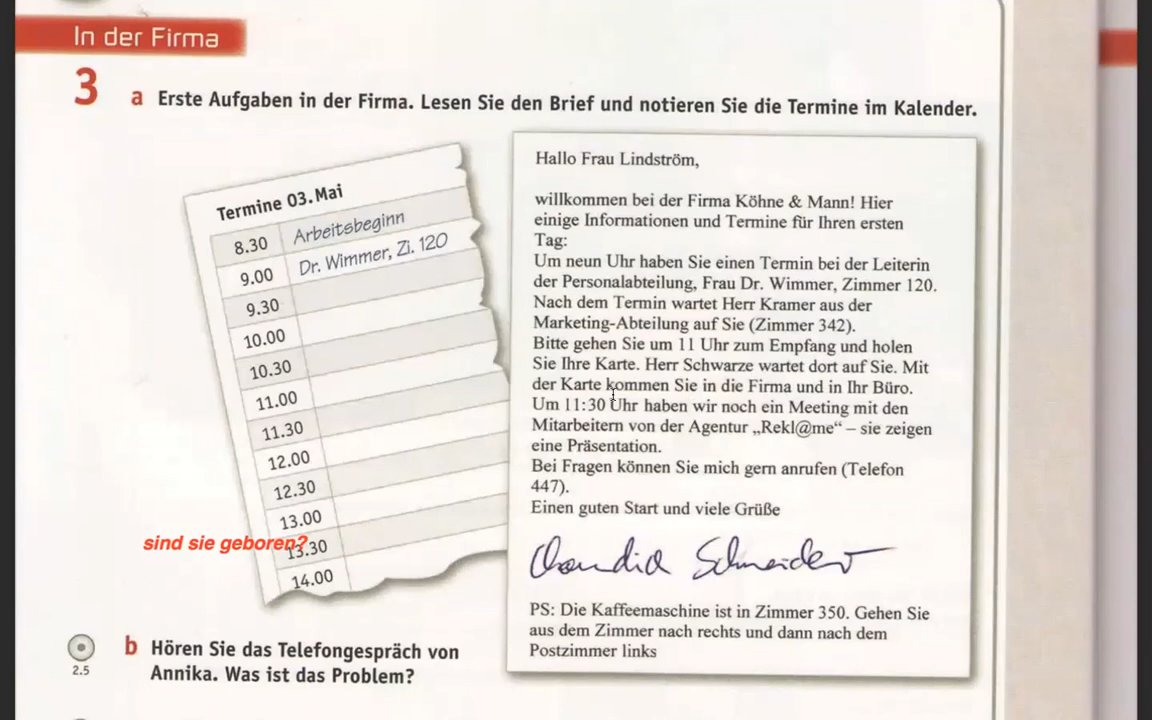 In der Firma
3 a Erste Aufgaben in der Firma. Lesen Sie den Brief und notieren Sie die Termine im Kalender.
Termine 03. Mai
8.30 Arbeitsbeginn
9.00 Dr. Wimmer, Zi. 120
9.30
10.00
10.30
11.00
11.30
12.00
12.30
13.00
13.30
14.00
sind sie geboren?
Hallo Frau Lindström,
willkommen bei der Firma Köhne & Mann! Hier
einige Informationen und Termine für Ihren ersten
Tag:
Um neun Uhr haben Sie einen Termin bei der Leiterin
der Personalabteilung, Frau Dr. Wimmer, Zimmer 120.
Nach dem Termin wartet Herr Kramer aus der
Marketing-Abteilung auf Sie (Zimmer 342).
Bitte gehen Sie um 11 Uhr zum Empfang und holen
Sie Ihre Karte. Herr Schwarze wartet dort auf Sie. Mit
der Karte kommen Sie in die Firma und in Ihr Büro.
Um 11:30 Uhr haben wir noch ein Meeting mit den
Mitarbeitern von der Agentur „Rekl@me“ – sie zeigen
eine Präsentation.
Bei Fragen können Sie mich gern anrufen (Telefon
447).
Einen guten Start und viele Grüße
Claudia Schneider
PS: Die Kaffeemaschine ist in Zimmer 350. Gehen Sie
aus dem Zimmer nach rechts und dann nach dem
Postzimmer links
2.5
b Hören Sie das Telefongespräch von
Annika. Was ist das Problem?